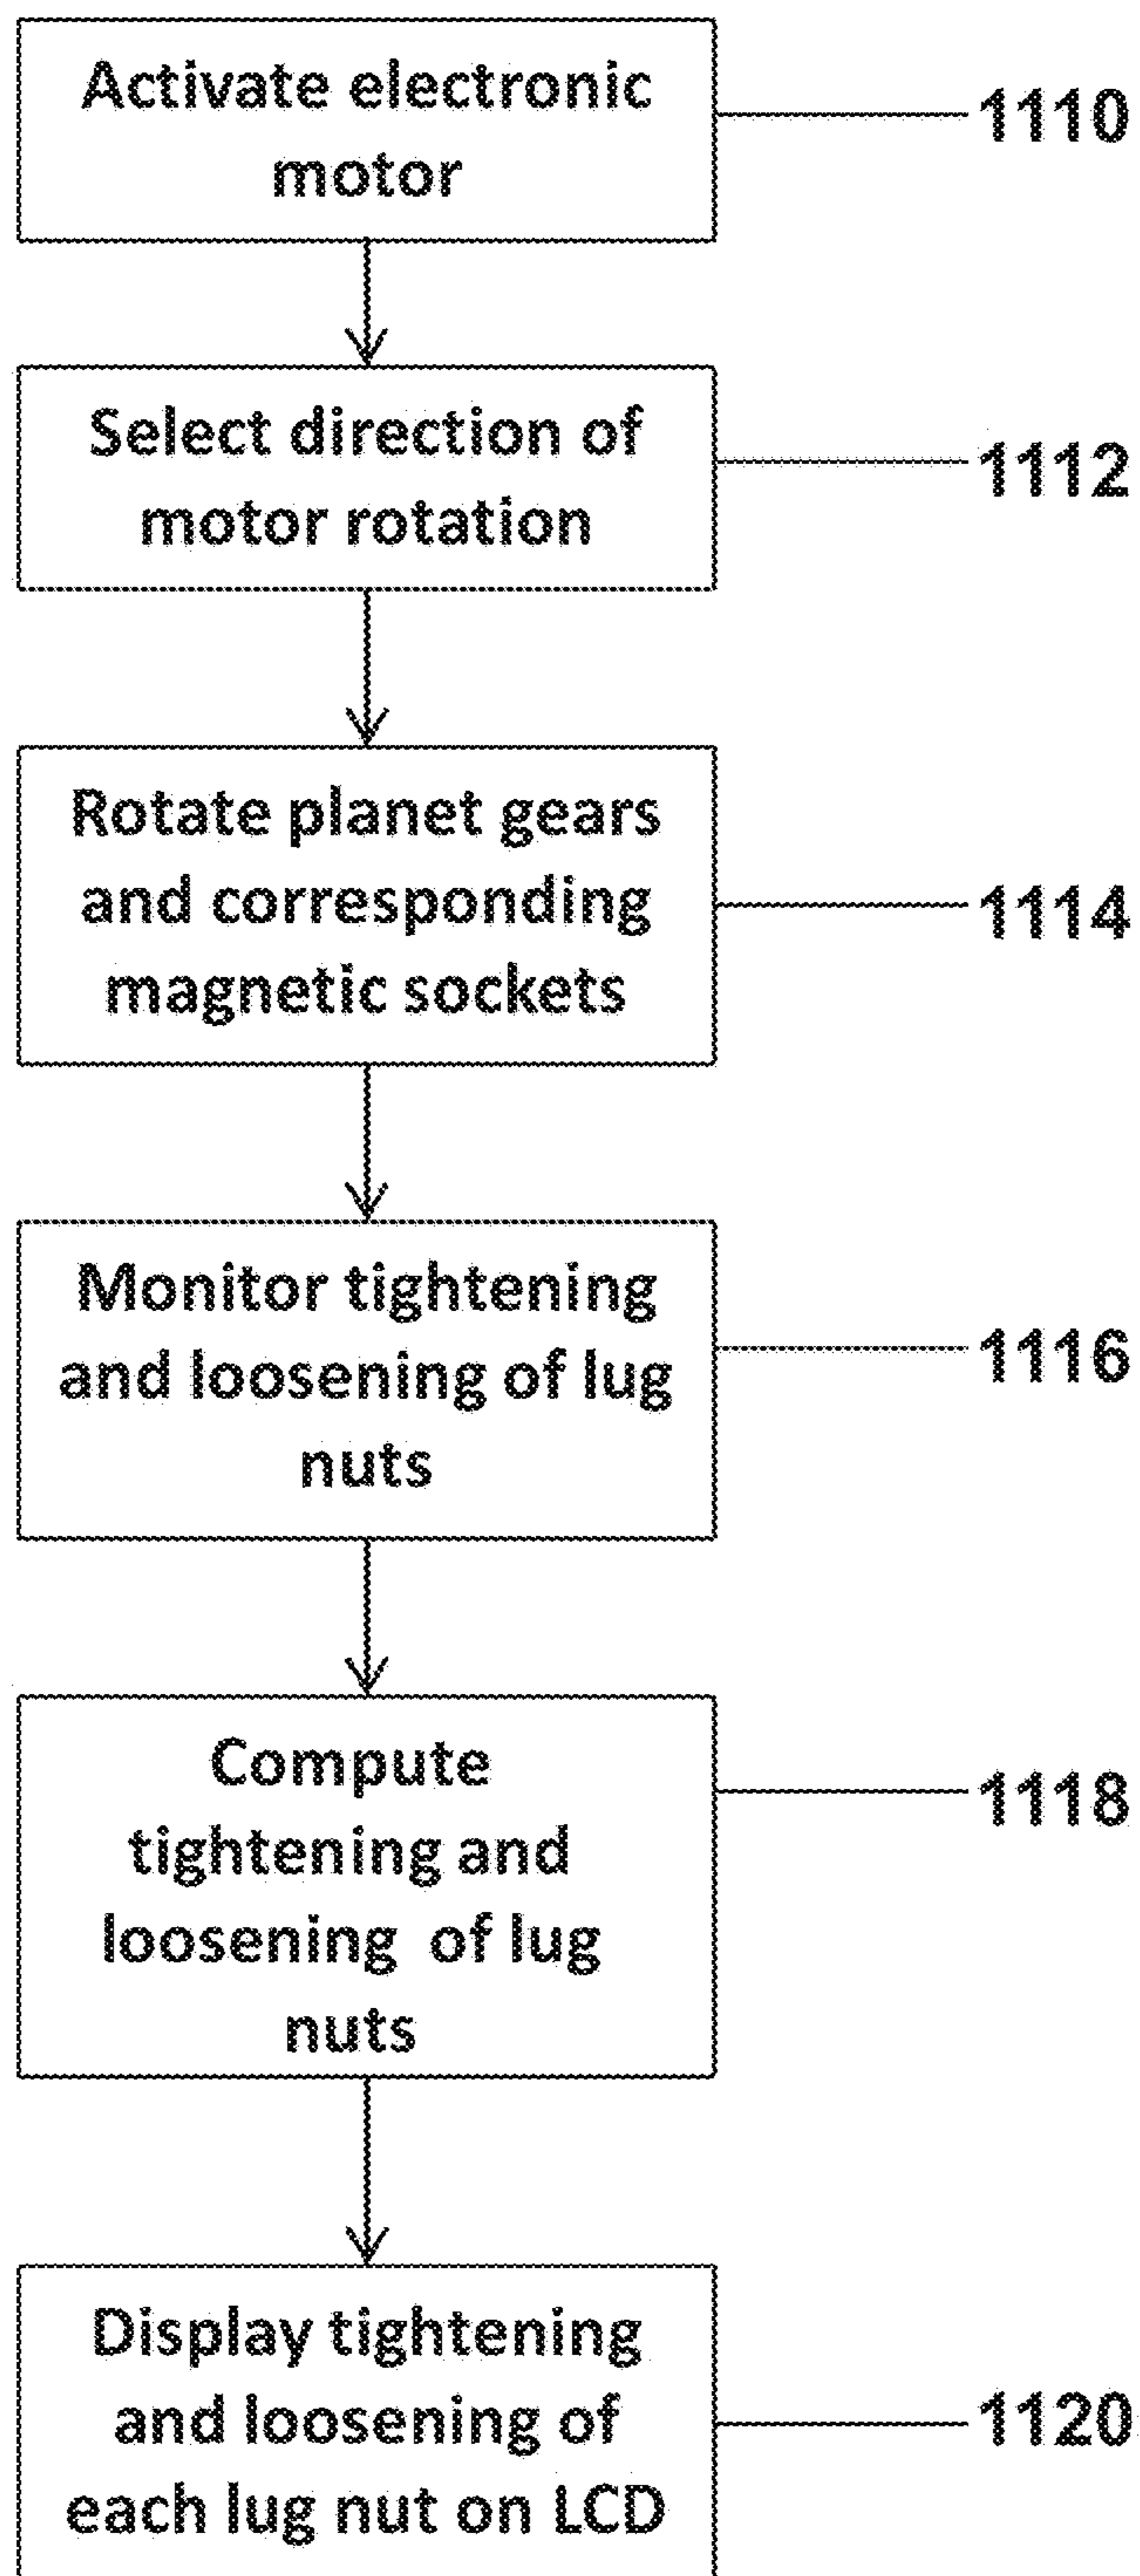 Activate electronic
motor
1110
Select direction of
motor rotation
1112
Rotate planet gears
and corresponding
magnetic sockets
1114
Monitor tightening
and loosening of lug
nuts
1116
Compute
tightening and
loosening of lug
nuts
1118
Display tightening
and loosening of
each lug nut on LCD
1120